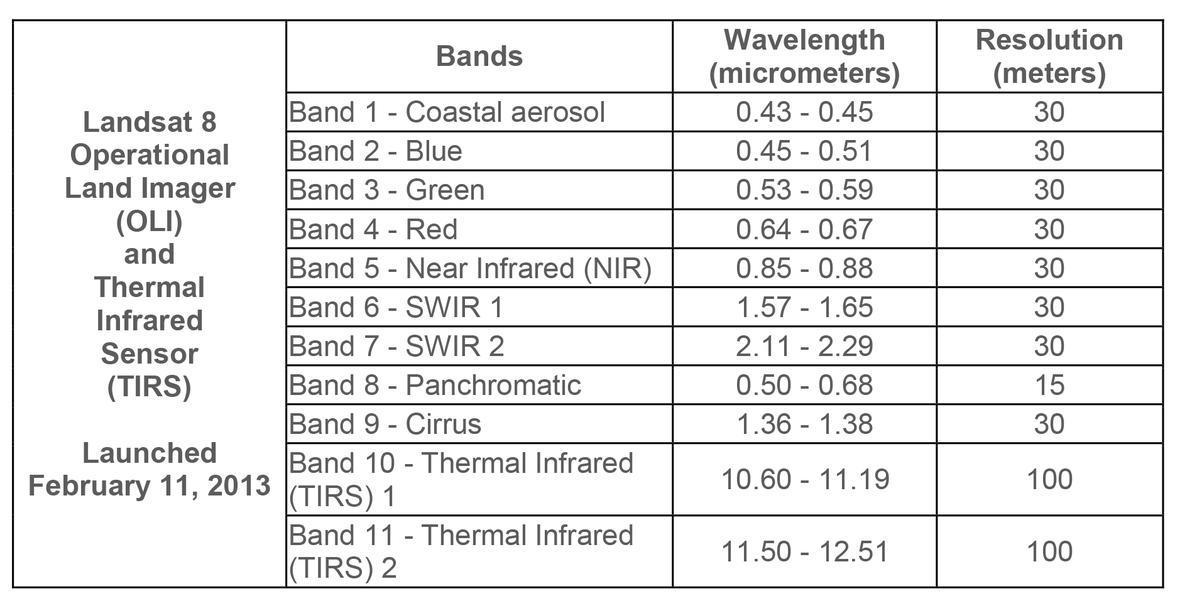 Landsat 8
Operational
Land Imager
(OLI)
and
Thermal
Infrared
Sensor
(TIRS)
Launched
February 11, 2013
Bands Wavelength (micrometers) Resolution (meters)
Band 1 - Coastal aerosol 0.43 - 0.45 30
Band 2 - Blue 0.45 - 0.51 30
Band 3 - Green 0.53 - 0.59 30
Band 4 - Red 0.64 - 0.67 30
Band 5 - Near Infrared (NIR) 0.85 - 0.88 30
Band 6 - SWIR 1 1.57 - 1.65 30
Band 7 - SWIR 2 2.11 - 2.29 30
Band 8 - Panchromatic 0.50 - 0.68 15
Band 9 - Cirrus 1.36 - 1.38 30
Band 10 - Thermal Infrared (TIRS) 1 10.60 - 11.19 100
Band 11 - Thermal Infrared (TIRS) 2 11.50 - 12.51 100